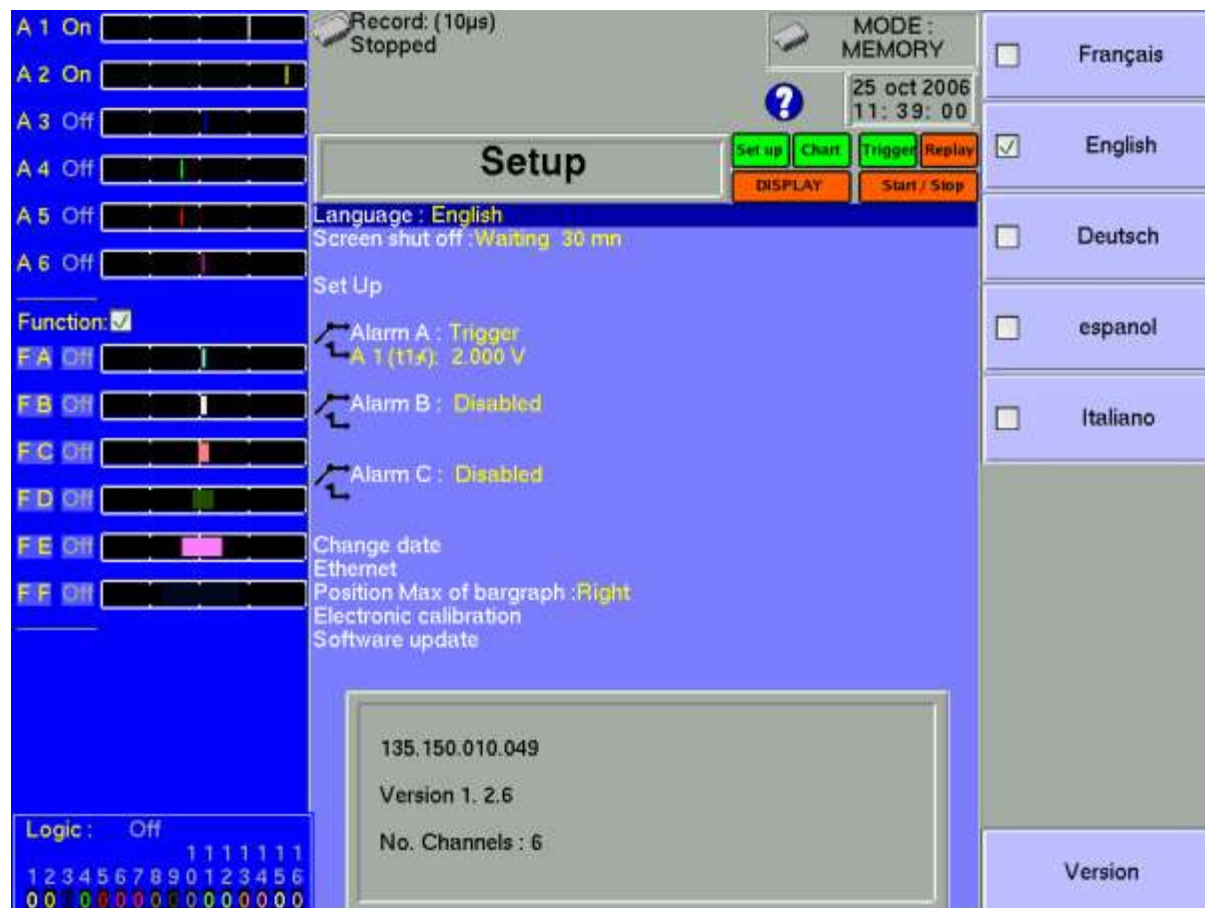 A 1 On
A 2 On
A 3 Off
A 4 Off
A 5 Off
A 6 Off
Function:
F A Off
F B Off
F C Off
F D Off
F E Off
F F Off
Logic : Off
1 1 1 1 1 1 1
1 2 3 4 5 6 7 8 9 0 1 2 3 4 5 6
Record: (10µs)
Stopped
MODE :
MEMORY
25 oct 2006
11: 39: 00
?
Setup
Set up Chart Trigger Replay
DISPLAY Start / Stop
Language : English
Screen shut off :Waiting 30 mn
Set Up
Alarm A : Trigger
A 1 (t1): 2.000 V
Alarm B : Disabled
Alarm C : Disabled
Change date
Ethernet
Position Max of bargraph :Right
Electronic calibration
Software update
135.150.010.049
Version 1. 2.6
No. Channels : 6
Français
English
Deutsch
espanol
Italiano
Version